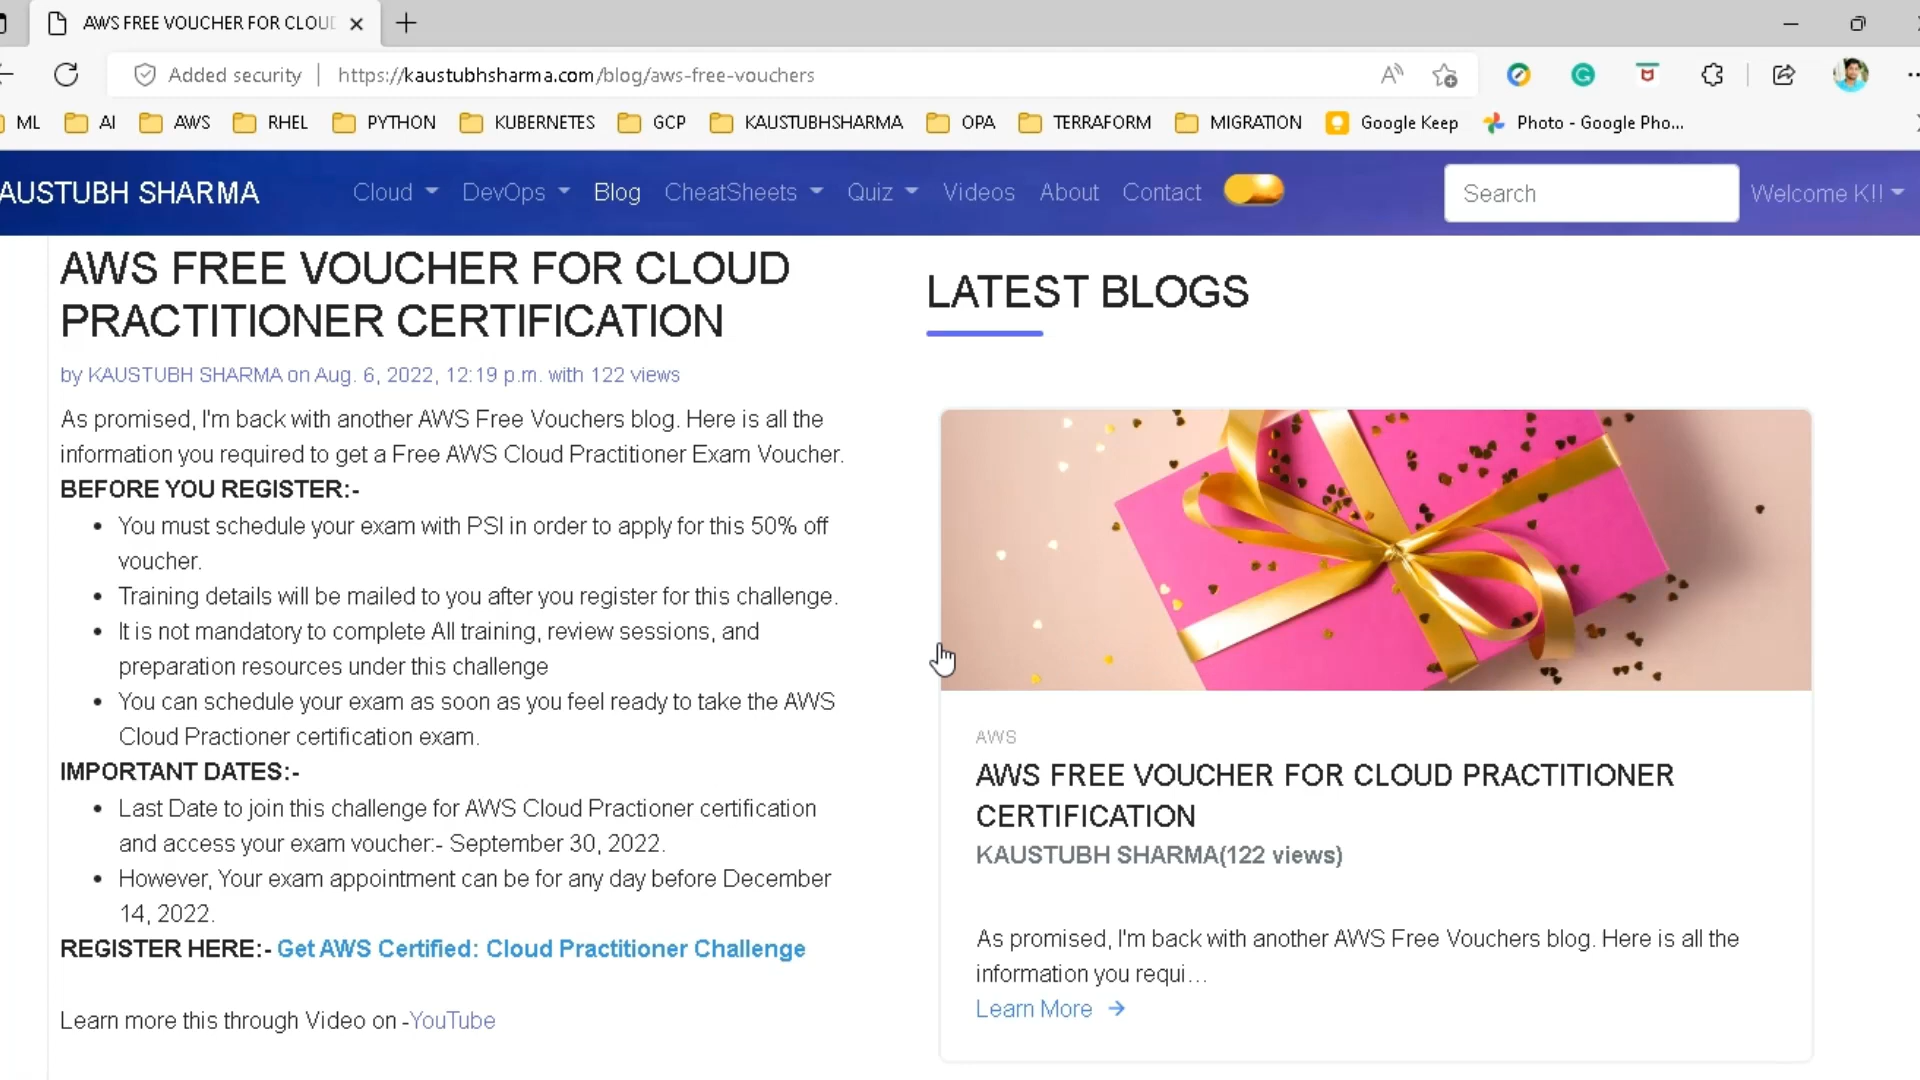 AWS FREE VOUCHER FOR CLOUD
Added security
https://kaustubhsharma.com/blog/aws-free-vouchers
ML
AI
AWS
RHEL
PYTHON
KUBERNETES
GCP
KAUSTUBHSHARMA
OPA
TERRAFORM
MIGRATION
Google Keep
Photo - Google Pho...
AUSTUBH SHARMA
Cloud
DevOps
Blog
CheatSheets
Quiz
Videos
About
Contact
Search
Welcome K!!
AWS FREE VOUCHER FOR CLOUD
PRACTITIONER CERTIFICATION
by KAUSTUBH SHARMA on Aug. 6, 2022, 12:19 p.m. with 122 views
As promised, I'm back with another AWS Free Vouchers blog. Here is all the
information you required to get a Free AWS Cloud Practitioner Exam Voucher.
BEFORE YOU REGISTER:-
• You must schedule your exam with PSI in order to apply for this 50% off
voucher.
• Training details will be mailed to you after you register for this challenge.
• It is not mandatory to complete All training, review sessions, and
preparation resources under this challenge
• You can schedule your exam as soon as you feel ready to take the AWS
Cloud Practioner certification exam.
IMPORTANT DATES:-
• Last Date to join this challenge for AWS Cloud Practioner certification
and access your exam voucher:- September 30, 2022.
• However, Your exam appointment can be for any day before December
14, 2022.
REGISTER HERE:- Get AWS Certified: Cloud Practitioner Challenge
Learn more this through Video on -YouTube
LATEST BLOGS
AWS
AWS FREE VOUCHER FOR CLOUD PRACTITIONER
CERTIFICATION
KAUSTUBH SHARMA(122 views)
As promised, I'm back with another AWS Free Vouchers blog. Here is all the
information you requi…
Learn More →